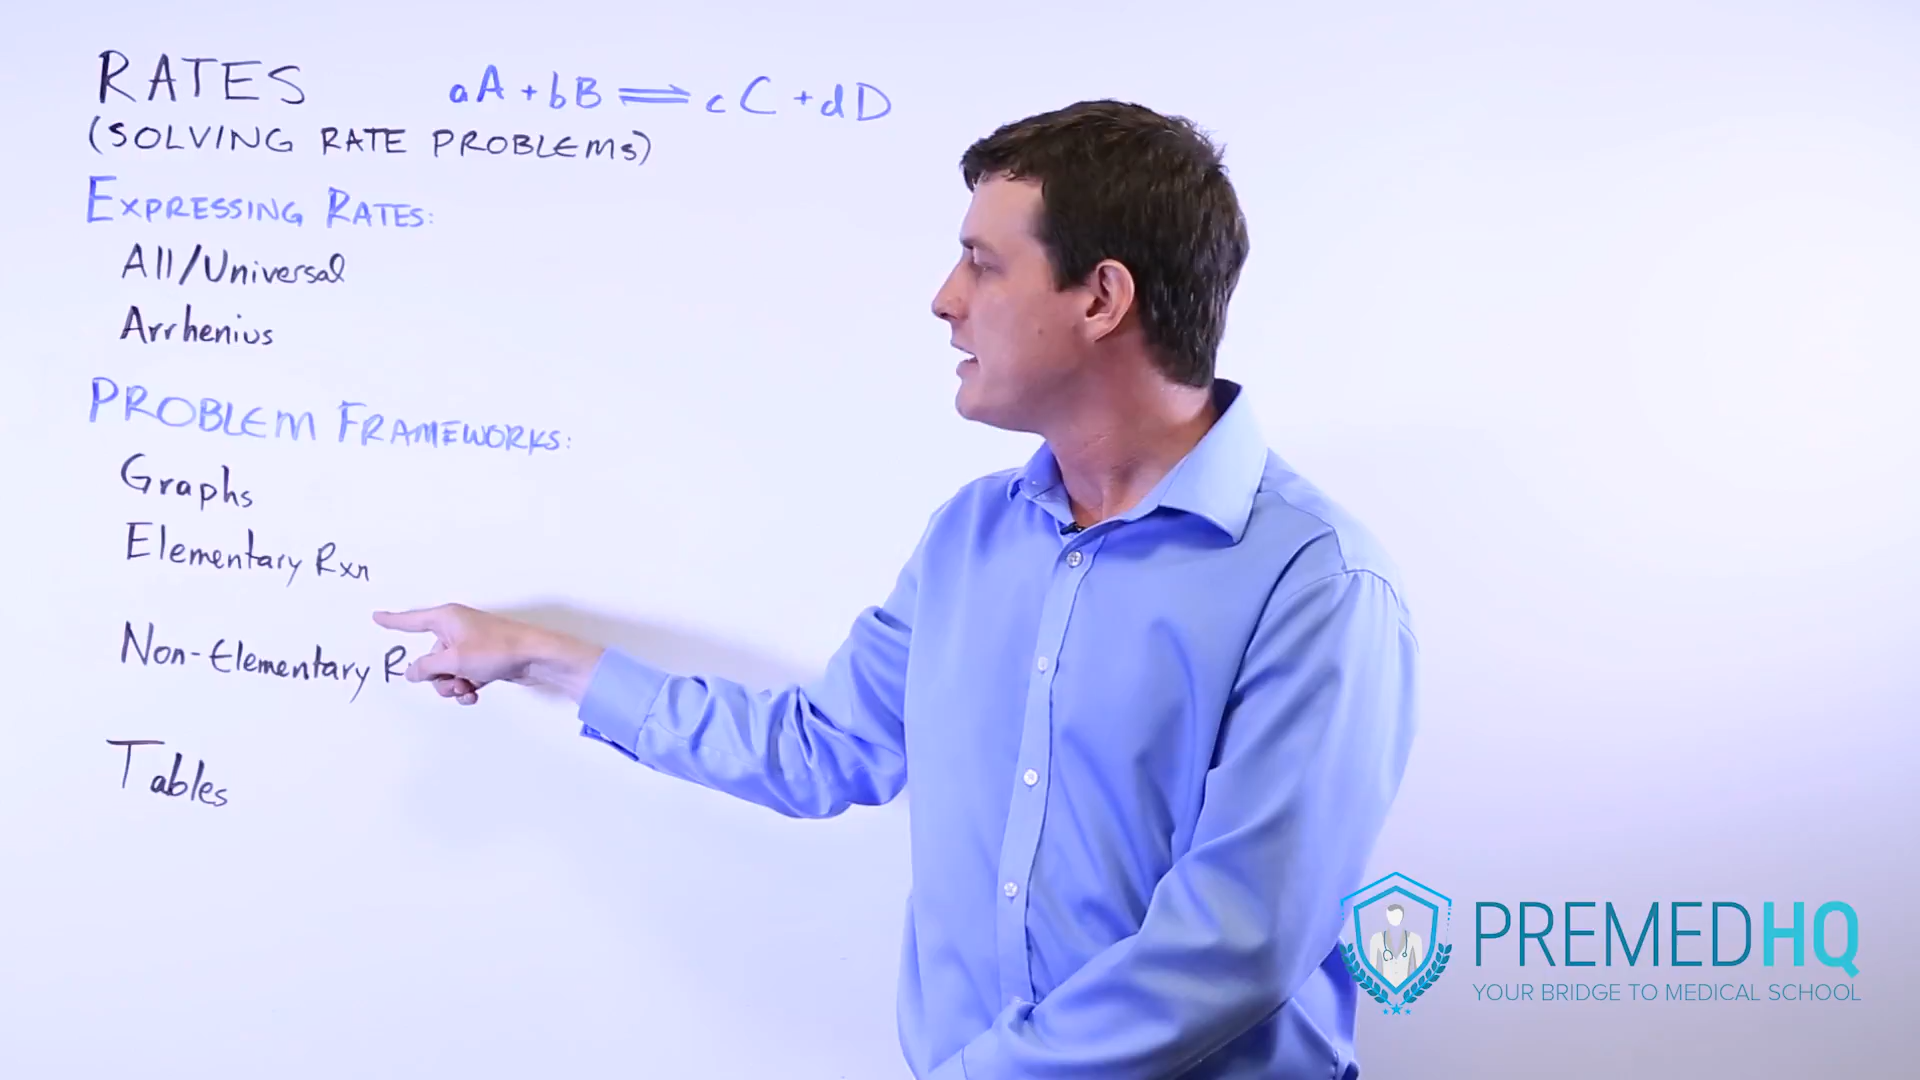 RATES
aA + bB ⇌ cC + dD
(SOLVING RATE PROBLEMS)
EXPRESSING RATES:
All/Universal
Arrhenius
PROBLEM FRAMEWORKS:
Graphs
Elementary Rxn
Non-Elementary R
Tables
PREMEDHQ
YOUR BRIDGE TO MEDICAL SCHOOL